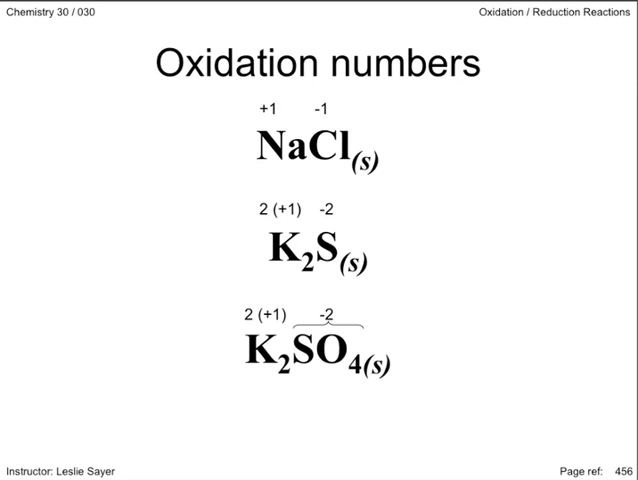 Chemistry 30 / 030 Oxidation / Reduction Reactions
Oxidation numbers
+1 -1
NaCl(s)
2 (+1) -2
K2S(s)
2 (+1) -2
K2SO4(s)
Instructor: Leslie Sayer Page ref: 456